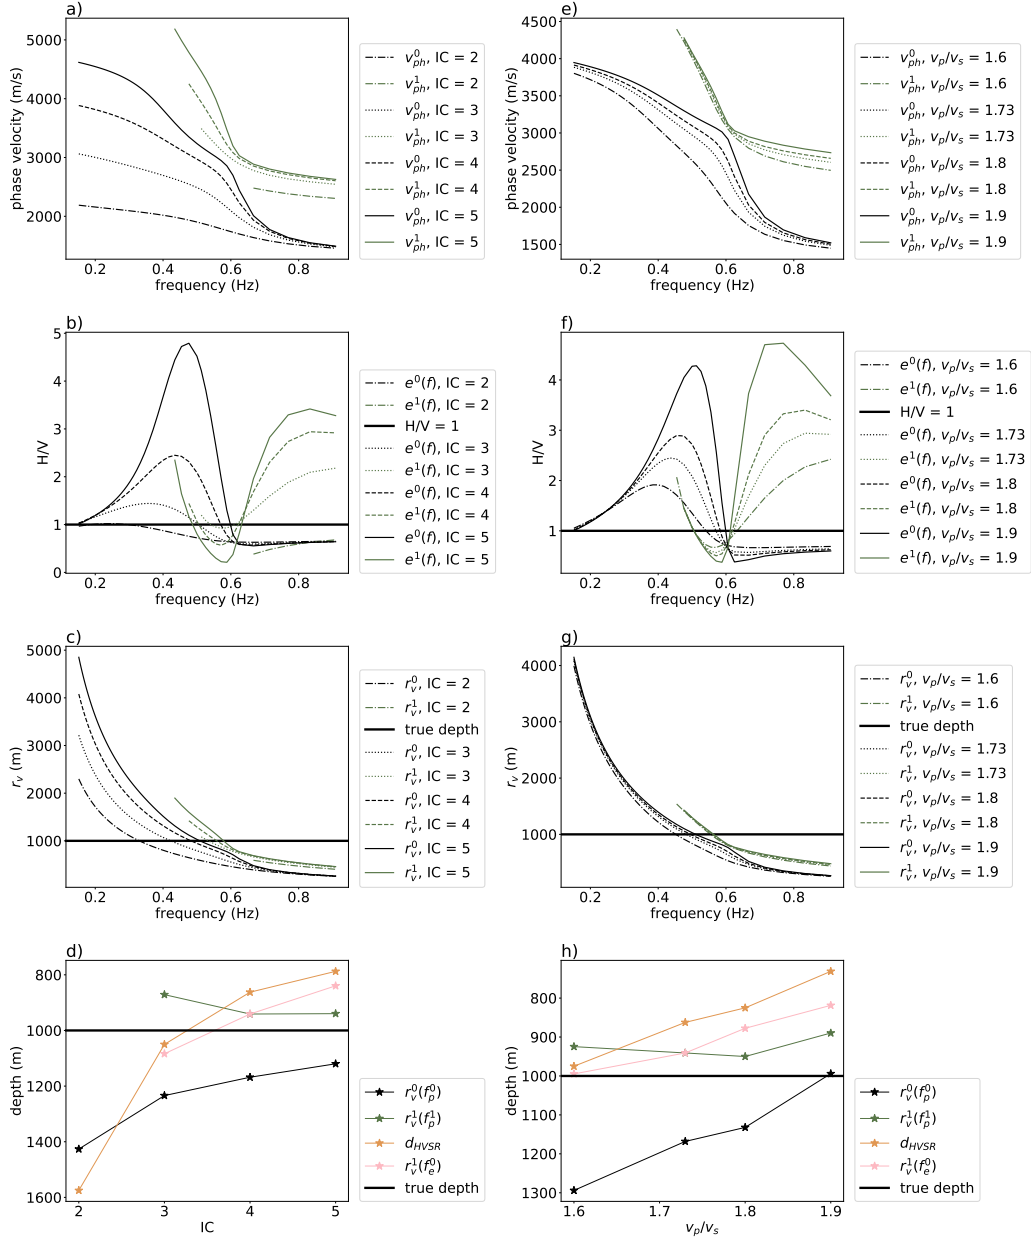 a)
5000
4000
3000
2000
phase velocity (m/s)
0.2 0.4 0.6 0.8
frequency (Hz)
v⁰ₚₕ, IC = 2
v¹ₚₕ, IC = 2
v⁰ₚₕ, IC = 3
v¹ₚₕ, IC = 3
v⁰ₚₕ, IC = 4
v¹ₚₕ, IC = 4
v⁰ₚₕ, IC = 5
v¹ₚₕ, IC = 5
e)
4500
4000
3500
3000
2500
2000
1500
phase velocity (m/s)
0.2 0.4 0.6 0.8
frequency (Hz)
v⁰ₚₕ, vₚ/vₛ = 1.6
v¹ₚₕ, vₚ/vₛ = 1.6
v⁰ₚₕ, vₚ/vₛ = 1.73
v¹ₚₕ, vₚ/vₛ = 1.73
v⁰ₚₕ, vₚ/vₛ = 1.8
v¹ₚₕ, vₚ/vₛ = 1.8
v⁰ₚₕ, vₚ/vₛ = 1.9
v¹ₚₕ, vₚ/vₛ = 1.9
b)
5
4
3
2
1
0
H/V
0.2 0.4 0.6 0.8
frequency (Hz)
e⁰(f), IC = 2
e¹(f), IC = 2
H/V = 1
e⁰(f), IC = 3
e¹(f), IC = 3
e⁰(f), IC = 4
e¹(f), IC = 4
e⁰(f), IC = 5
e¹(f), IC = 5
f)
4
3
2
1
H/V
0.2 0.4 0.6 0.8
frequency (Hz)
e⁰(f), vₚ/vₛ = 1.6
e¹(f), vₚ/vₛ = 1.6
H/V = 1
e⁰(f), vₚ/vₛ = 1.73
e¹(f), vₚ/vₛ = 1.73
e⁰(f), vₚ/vₛ = 1.8
e¹(f), vₚ/vₛ = 1.8
e⁰(f), vₚ/vₛ = 1.9
e¹(f), vₚ/vₛ = 1.9
c)
5000
4000
3000
2000
1000
rᵥ (m)
0.2 0.4 0.6 0.8
frequency (Hz)
r⁰ᵥ, IC = 2
r¹ᵥ, IC = 2
true depth
r⁰ᵥ, IC = 3
r¹ᵥ, IC = 3
r⁰ᵥ, IC = 4
r¹ᵥ, IC = 4
r⁰ᵥ, IC = 5
r¹ᵥ, IC = 5
g)
4000
3000
2000
1000
rᵥ (m)
0.2 0.4 0.6 0.8
frequency (Hz)
r⁰ᵥ, vₚ/vₛ = 1.6
r¹ᵥ, vₚ/vₛ = 1.6
true depth
r⁰ᵥ, vₚ/vₛ = 1.73
r¹ᵥ, vₚ/vₛ = 1.73
r⁰ᵥ, vₚ/vₛ = 1.8
r¹ᵥ, vₚ/vₛ = 1.8
r⁰ᵥ, vₚ/vₛ = 1.9
r¹ᵥ, vₚ/vₛ = 1.9
d)
800
1000
1200
1400
1600
depth (m)
2 3 4 5
IC
r⁰ᵥ(f⁰ₚ)
r¹ᵥ(f¹ₚ)
d_HVSR
r¹ᵥ(f⁰ₑ)
true depth
h)
800
900
1000
1100
1200
1300
depth (m)
1.6 1.7 1.8 1.9
vₚ/vₛ
r⁰ᵥ(f⁰ₚ)
r¹ᵥ(f¹ₚ)
d_HVSR
r¹ᵥ(f⁰ₑ)
true depth